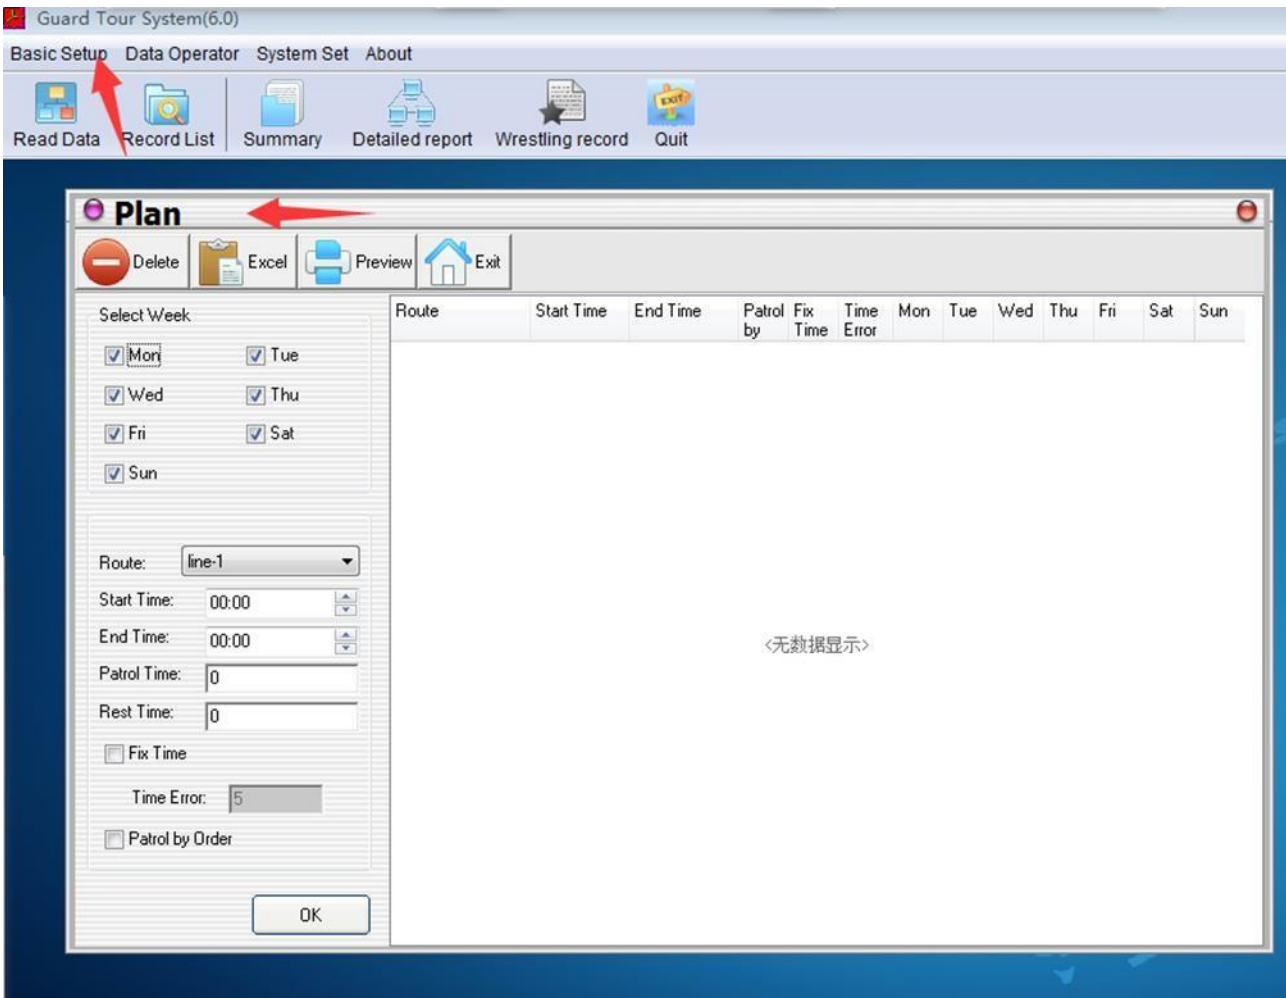 Guard Tour System(6.0)
Basic Setup Data Operator System Set About
Read Data Record List Summary Detailed report Wrestling record EXIT Quit
Plan
Delete Excel Preview Exit
Select Week
Mon Tue
Wed Thu
Fri Sat
Sun
Route: line-1
Start Time: 00:00
End Time: 00:00
Patrol Time: 0
Rest Time: 0
Fix Time
Time Error: 5
Patrol by Order
OK
Route Start Time End Time Patrol by Fix Time Time Error Mon Tue Wed Thu Fri Sat Sun
<无数据显示>